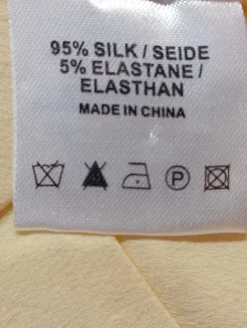 95% SILK / SEIDE
5% ELASTANE /
ELASTHAN
MADE IN CHINA
P